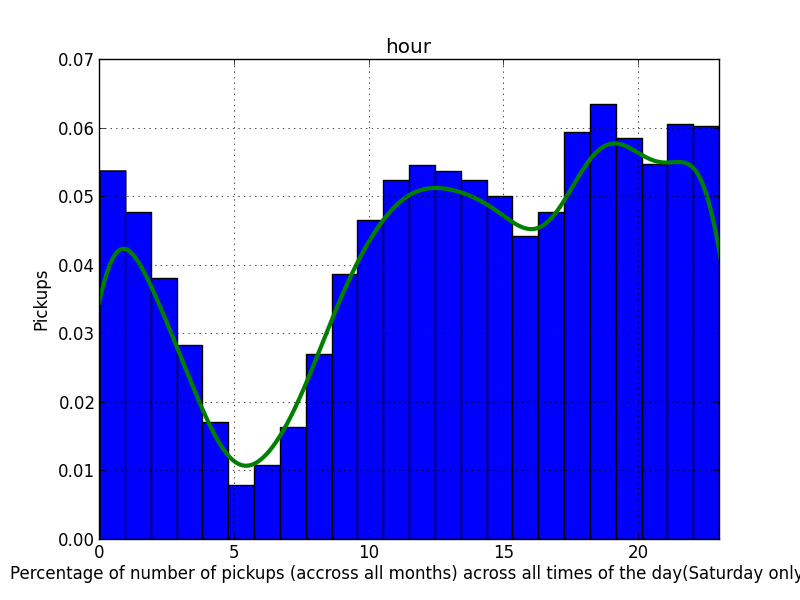 hour
0.07
0.06
0.05
0.04
0.03
0.02
0.01
0.00
Pickups
0 5 10 15 20
Percentage of number of pickups (accross all months) across all times of the day(Saturday only